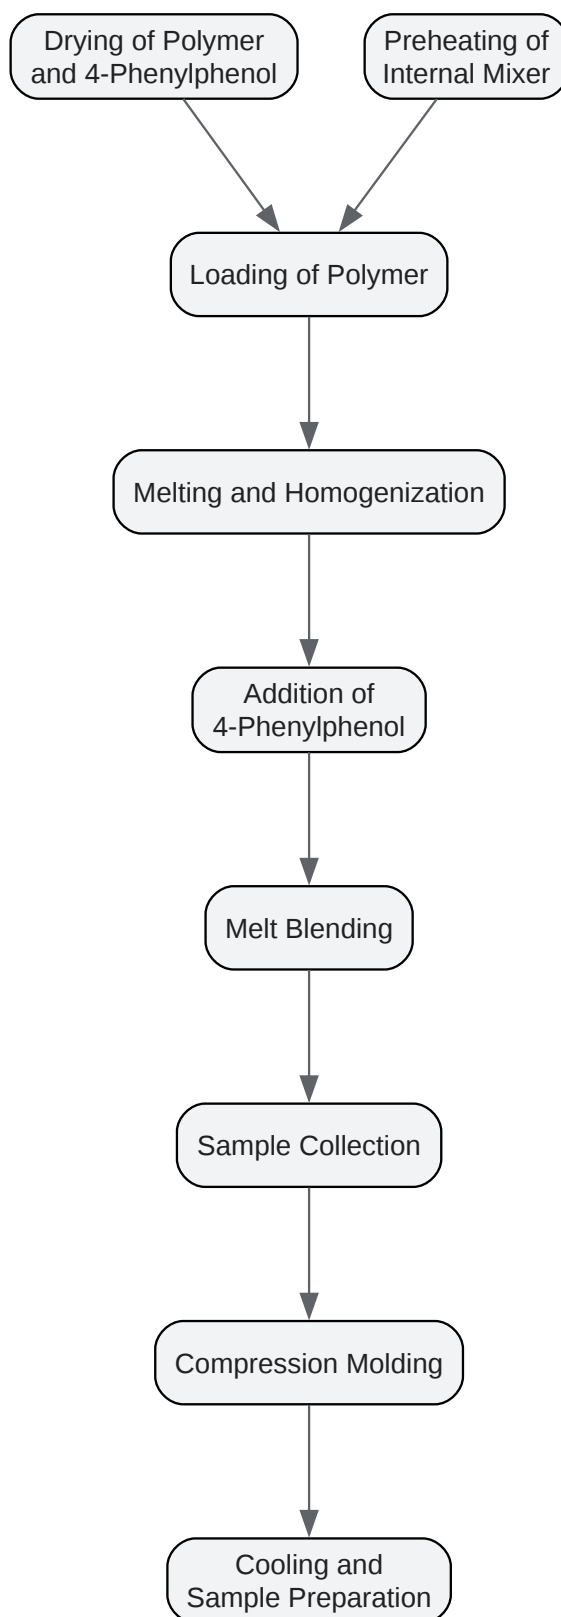 Drying of Polymer
and 4-Phenylphenol
Preheating of
Internal Mixer
Loading of Polymer
Melting and Homogenization
Addition of
4-Phenylphenol
Melt Blending
Sample Collection
Compression Molding
Cooling and
Sample Preparation